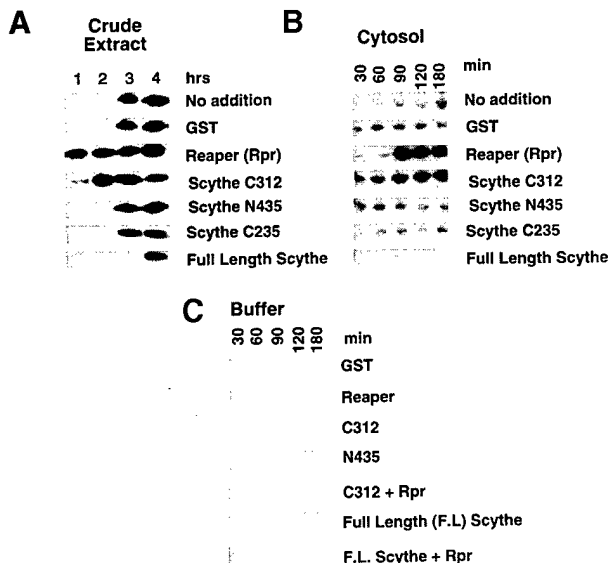 A
Crude
Extract
1 2 3 4 hrs
No addition
GST
Reaper (Rpr)
Scythe C312
Scythe N435
Scythe C235
Full Length Scythe
B
Cytosol
30 60 90 120 180 min
No addition
GST
Reaper (Rpr)
Scythe C312
Scythe N435
Scythe C235
Full Length Scythe
C
Buffer
30 60 90 120 180 min
GST
Reaper
C312
N435
C312 + Rpr
Full Length (F.L) Scythe
F.L. Scythe + Rpr